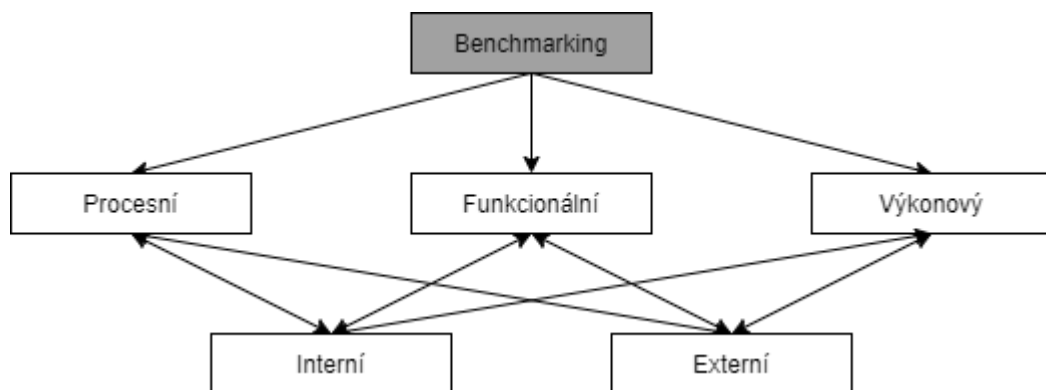 Benchmarking
Procesní
Funkcionální
Výkonový
Interní
Externí